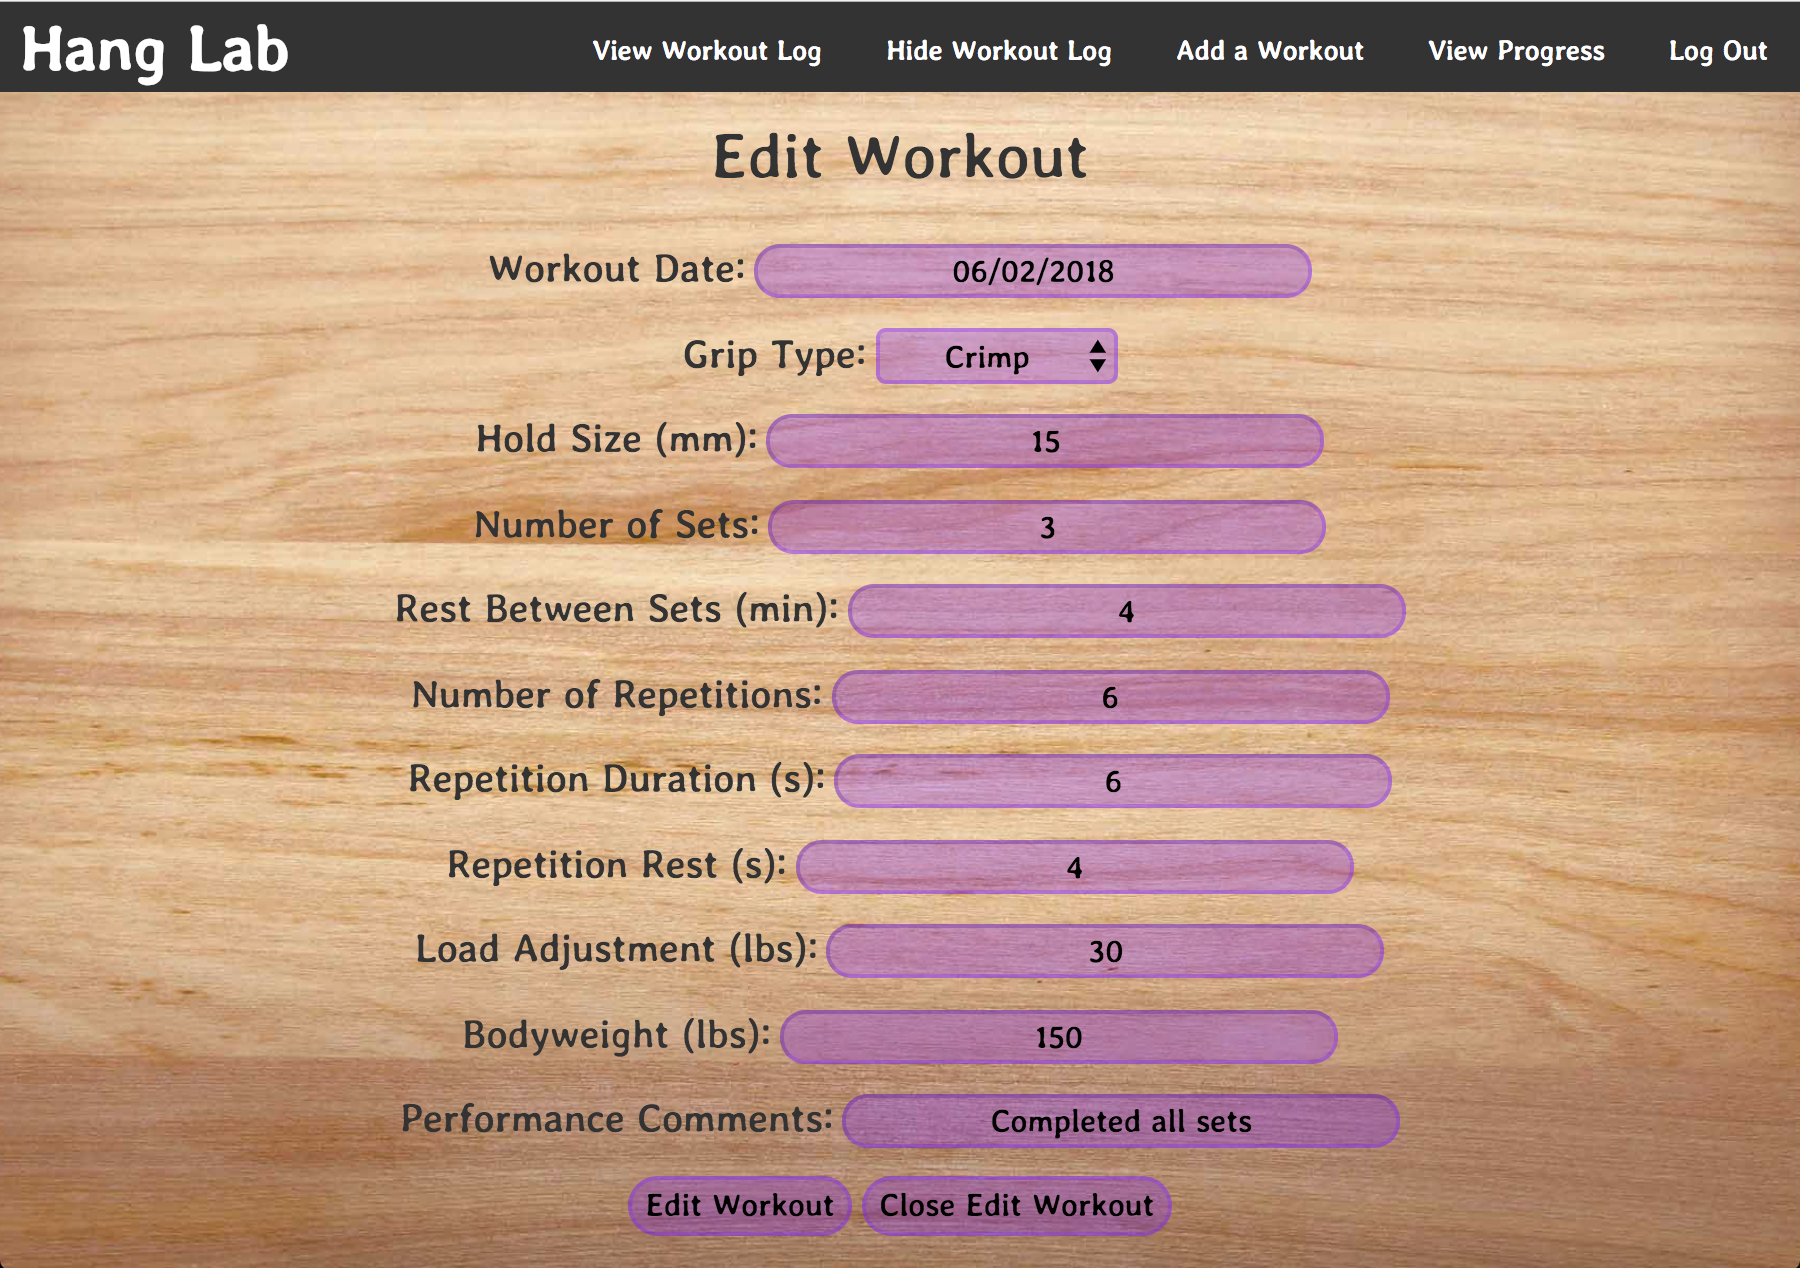 Hang Lab View Workout Log Hide Workout Log Add a Workout View Progress Log Out
Edit Workout
Workout Date: 06/02/2018
Grip Type: Crimp
Hold Size (mm): 15
Number of Sets: 3
Rest Between Sets (min): 4
Number of Repetitions: 6
Repetition Duration (s): 6
Repetition Rest (s): 4
Load Adjustment (lbs): 30
Bodyweight (lbs): 150
Performance Comments: Completed all sets
Edit Workout Close Edit Workout